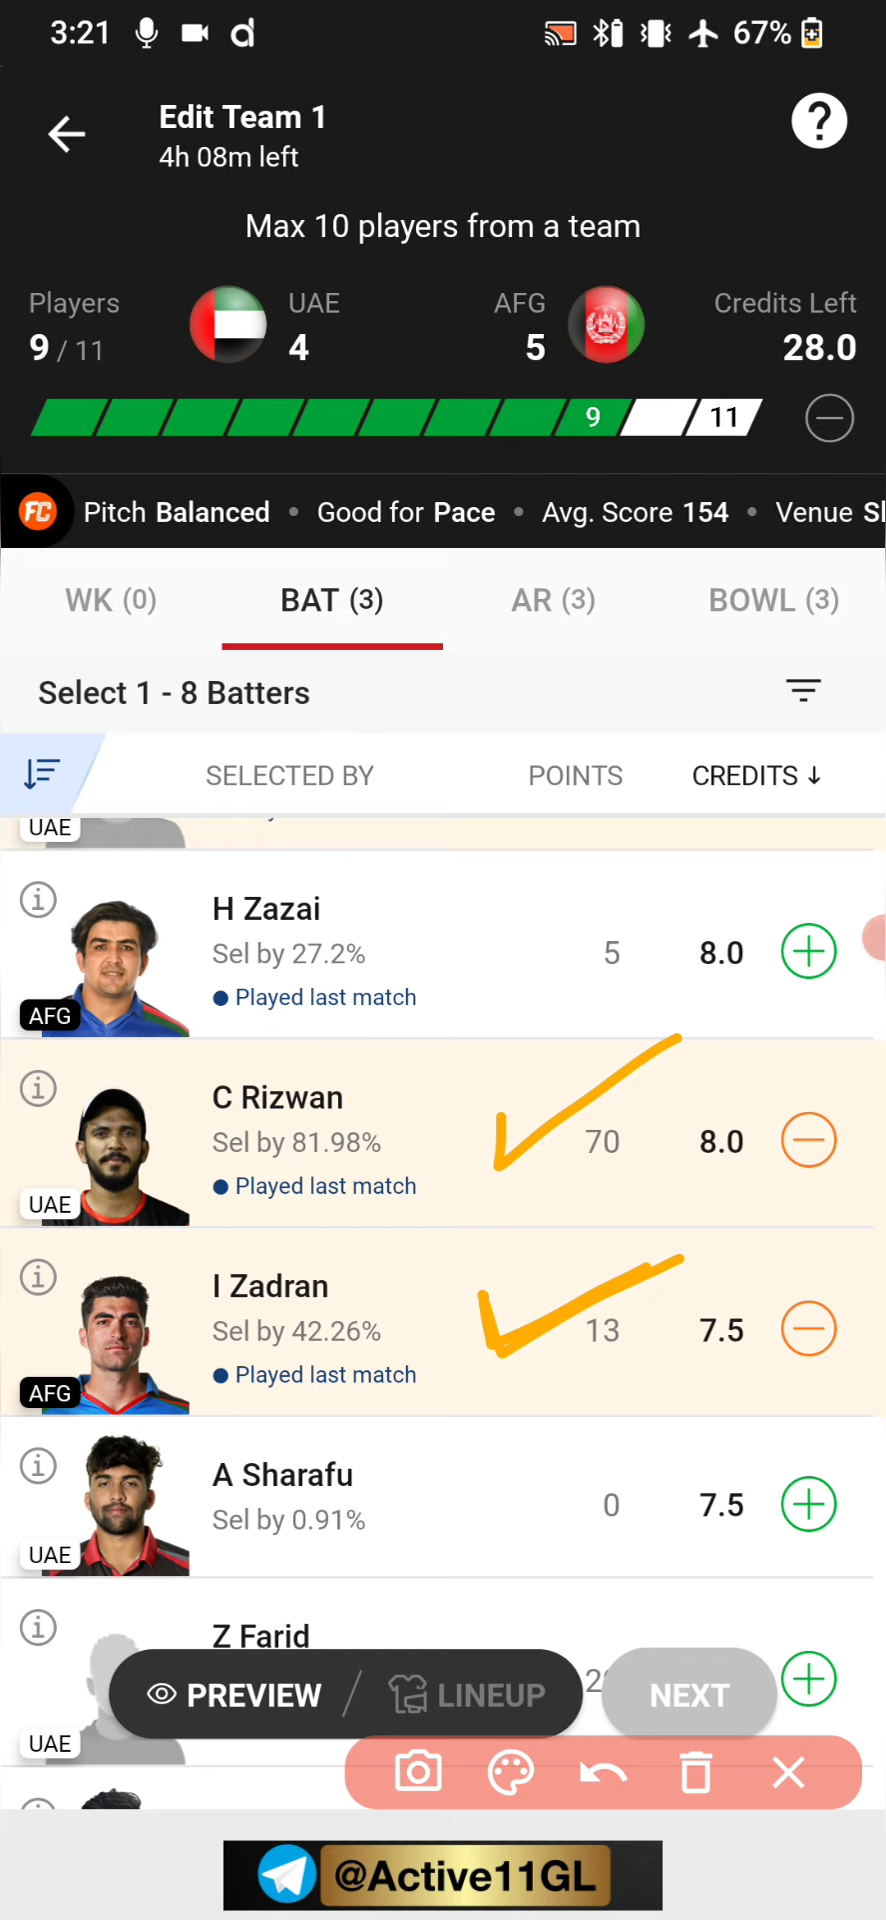 3:21
67%
Edit Team 1
4h 08m left
Max 10 players from a team
Players UAE AFG Credits Left
9 / 11 4 5 28.0
9 11
FC Pitch Balanced • Good for Pace • Avg. Score 154 • Venue
WK (0) BAT (3) AR (3) BOWL (3)
Select 1 - 8 Batters
SELECTED BY POINTS CREDITS ↓
UAE
H Zazai
Sel by 27.2% 5 8.0
Played last match
AFG
C Rizwan
Sel by 81.98% 70 8.0
Played last match
UAE
I Zadran
Sel by 42.26% 13 7.5
Played last match
AFG
A Sharafu
Sel by 0.91% 0 7.5
UAE
Z Farid
PREVIEW / LINEUP NEXT
UAE
@Active11GL